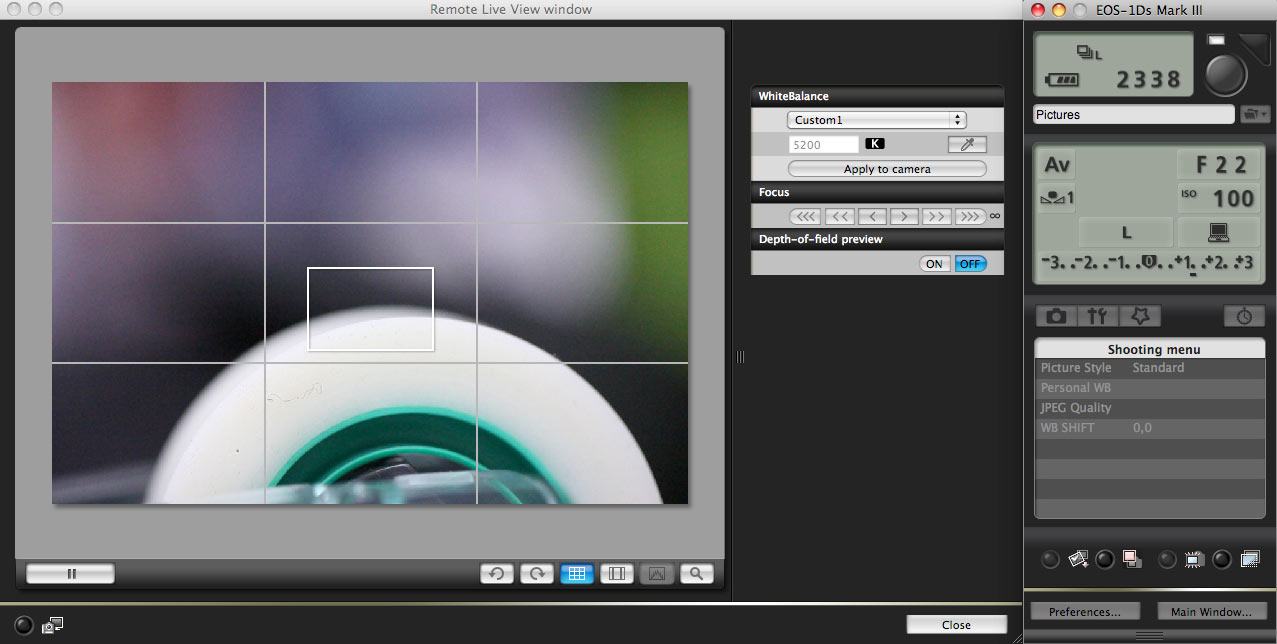 Remote Live View window
WhiteBalance
Custom1
5200 K
Apply to camera
Focus
<<< << < > >> >>> ∞
Depth-of-field preview
ON OFF
Close
EOS-1Ds Mark III
L
2338
Pictures
Av F22
1 ISO 100
L
-3..-2..-1..0..+1..+2..+3
Shooting menu
Picture Style Standard
Personal WB
JPEG Quality
WB SHIFT 0,0
Preferences... Main Window...